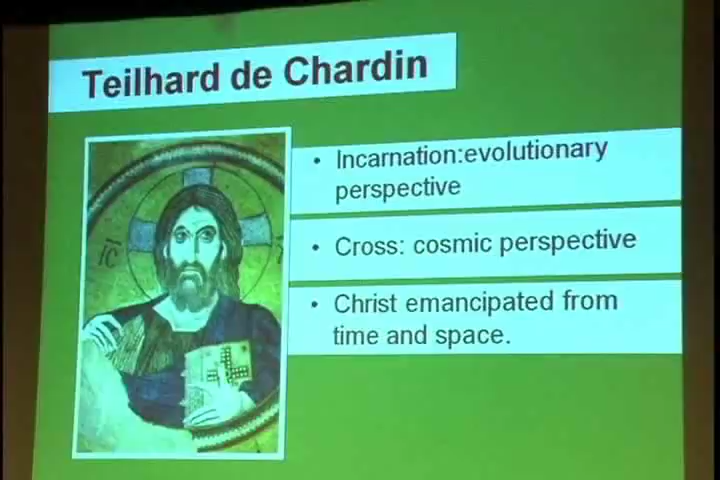 Teilhard de Chardin
• Incarnation:evolutionary
perspective
• Cross: cosmic perspective
• Christ emancipated from
time and space.
IC